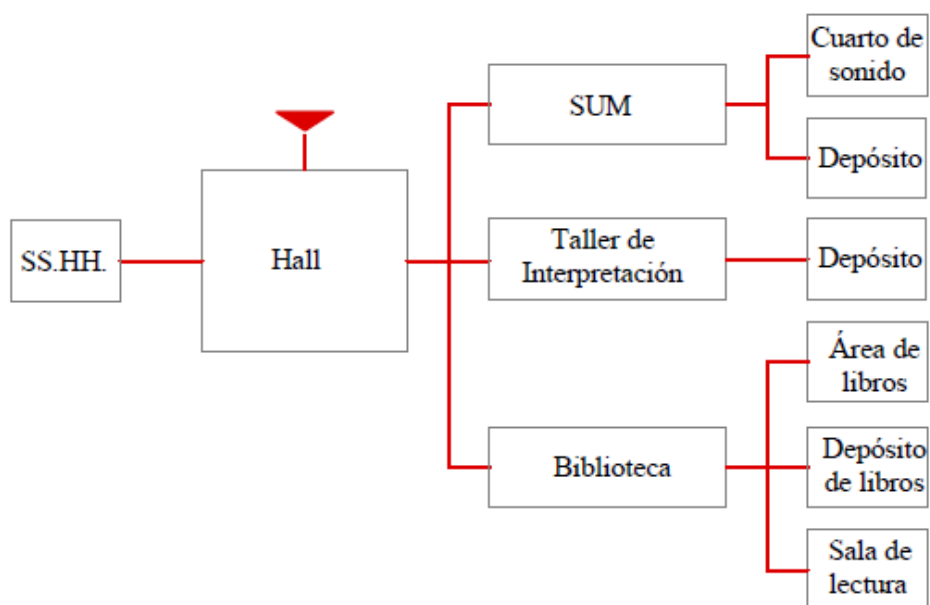 Cuarto de
sonido
SUM
Depósito
SS.HH.
Hall
Taller de
Interpretación
Depósito
Área de
libros
Biblioteca
Depósito
de libros
Sala de
lectura